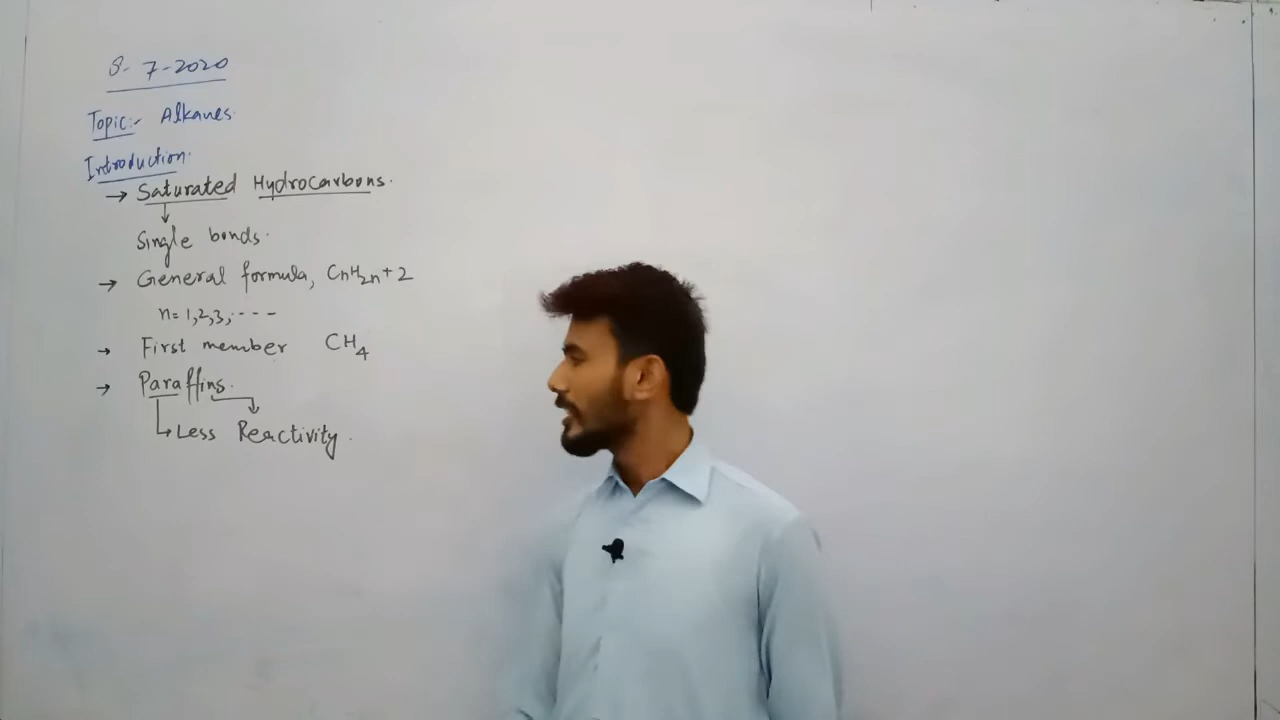 8-7-2020
Topic:- Alkanes.
Introduction.
→ Saturated Hydrocarbons.
↓
Single bonds.
→ General formula, CnH2n+2
n=1,2,3,----
→ First member CH4
→ Paraffins.
↳ Less Reactivity.